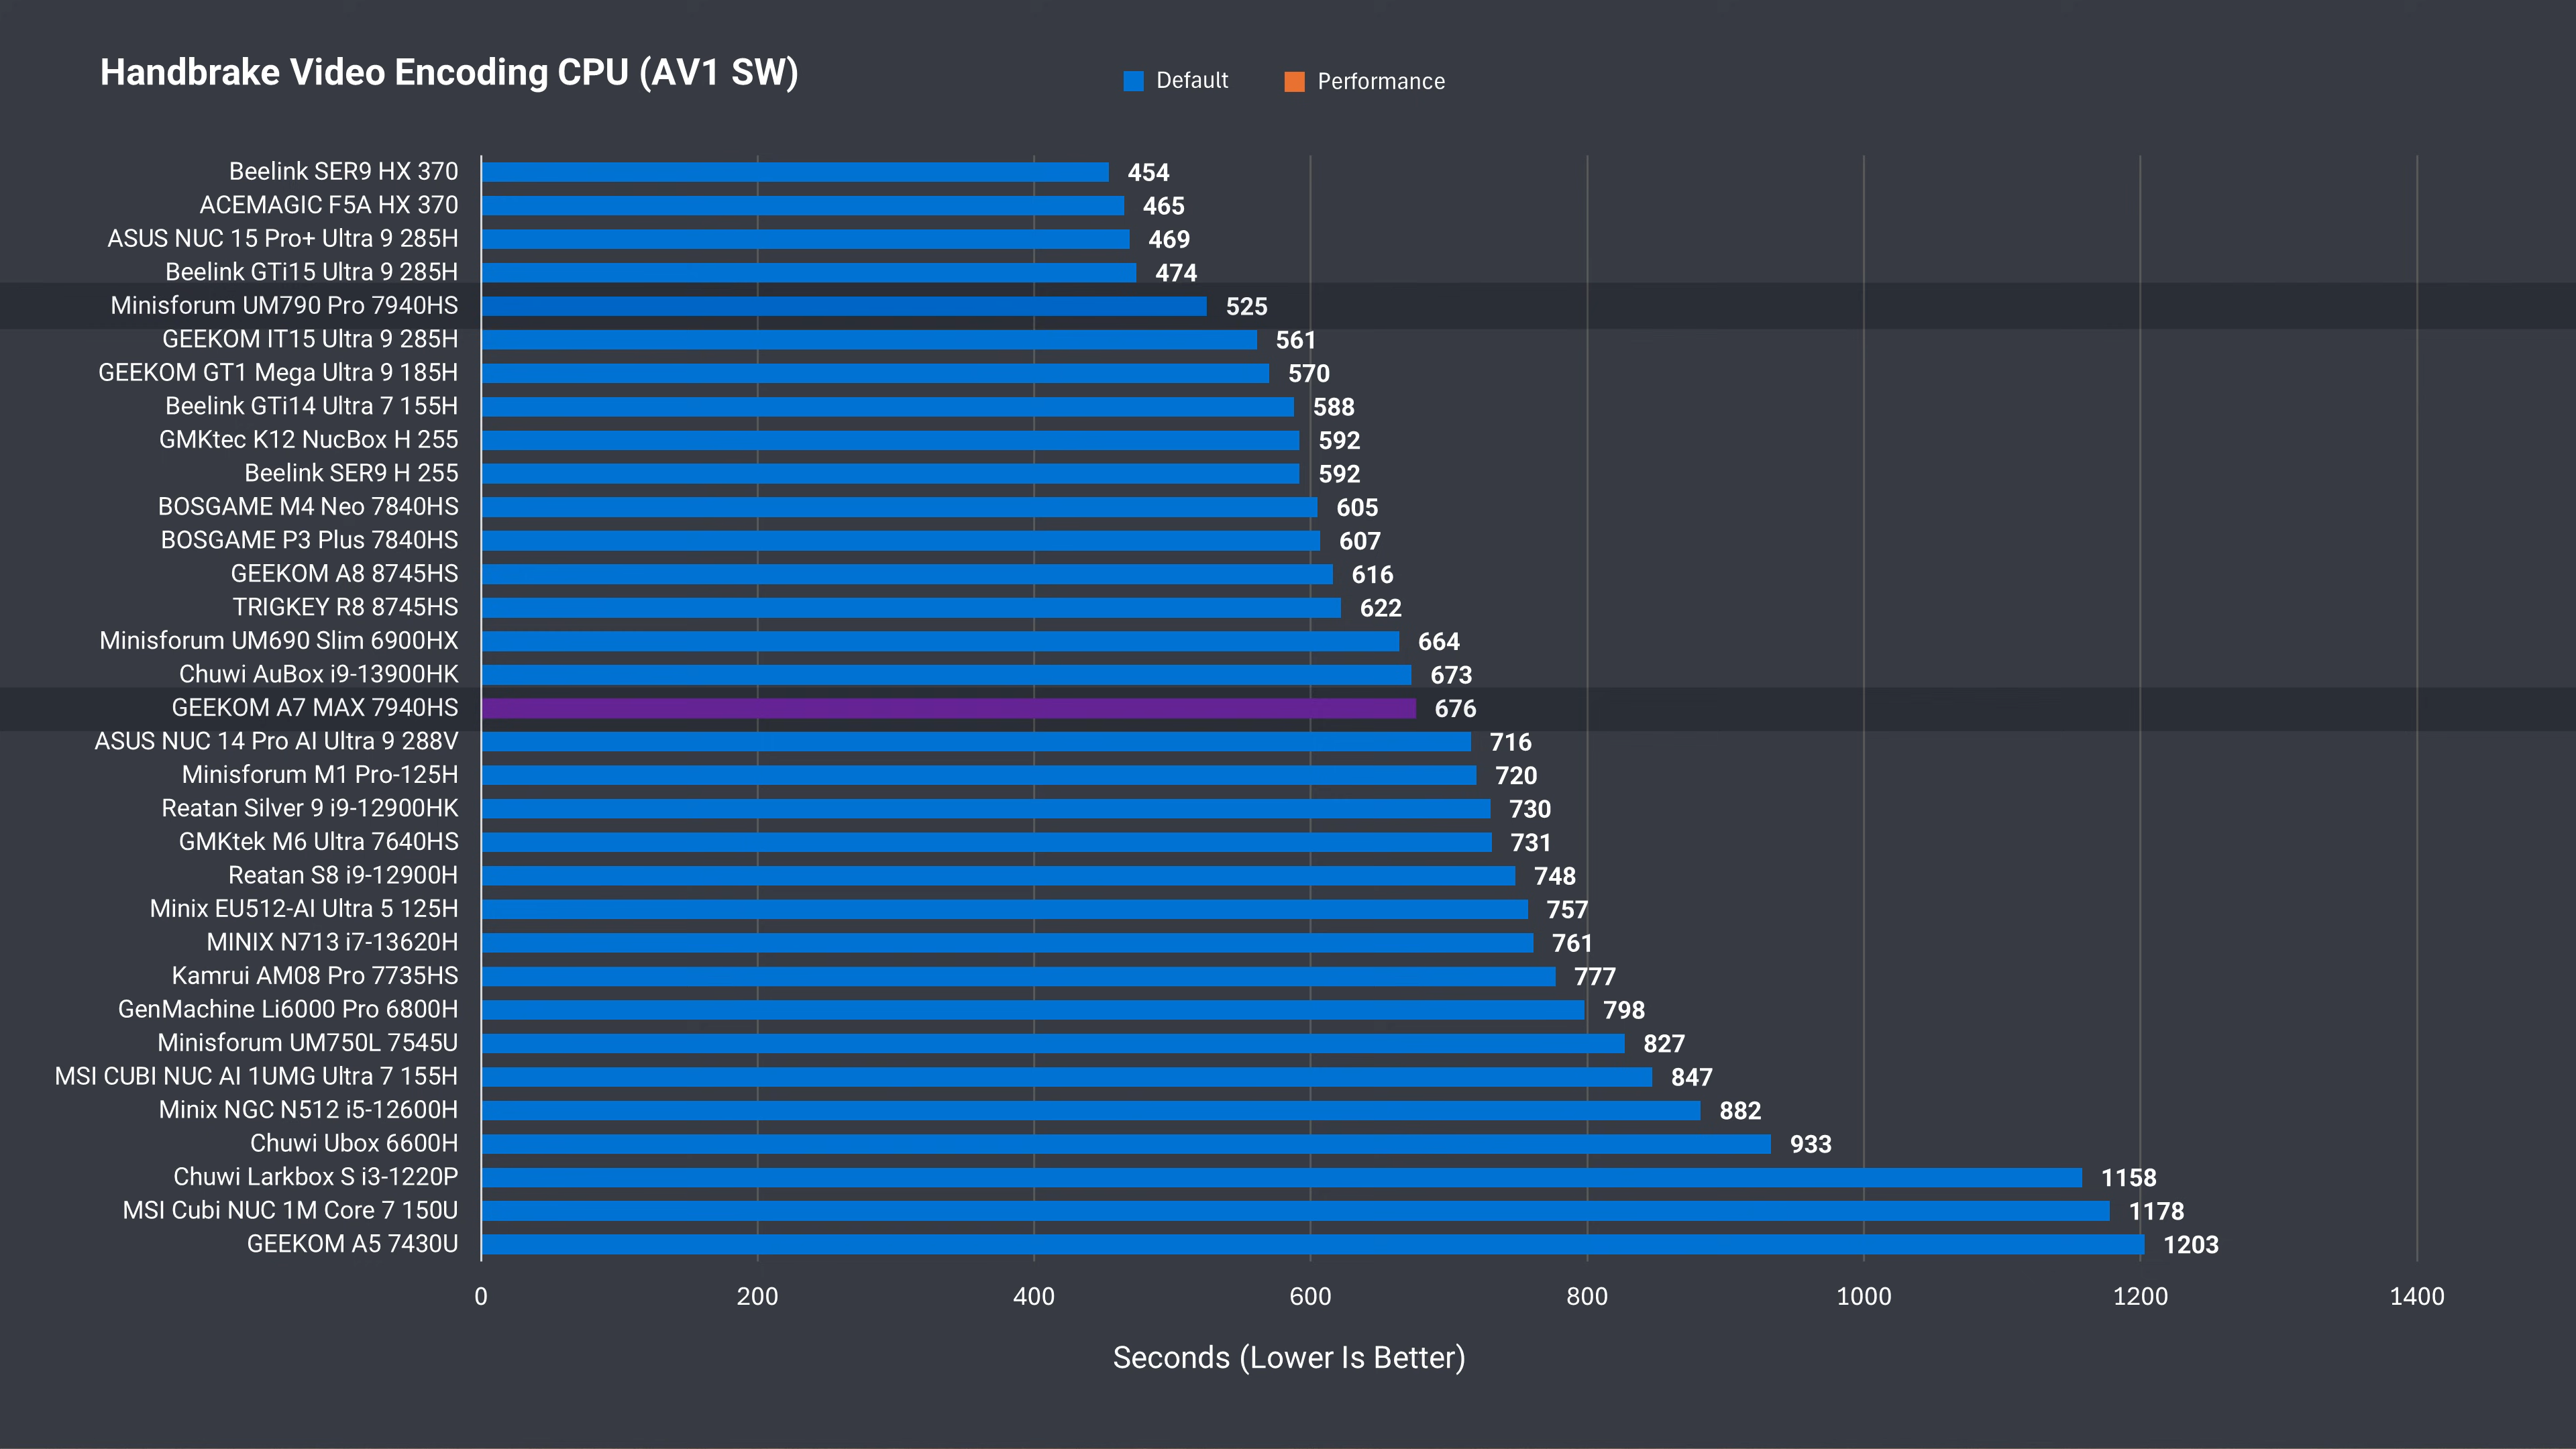 Handbrake Video Encoding CPU (AV1 SW)
Default
Performance
Beelink SER9 HX 370 454
ACEMAGIC F5A HX 370 465
ASUS NUC 15 Pro+ Ultra 9 285H 469
Beelink GTi15 Ultra 9 285H 474
Minisforum UM790 Pro 7940HS 525
GEEKOM IT15 Ultra 9 285H 561
GEEKOM GT1 Mega Ultra 9 185H 570
Beelink GTi14 Ultra 7 155H 588
GMKtec K12 NucBox H 255 592
Beelink SER9 H 255 592
BOSGAME M4 Neo 7840HS 605
BOSGAME P3 Plus 7840HS 607
GEEKOM A8 8745HS 616
TRIGKEY R8 8745HS 622
Minisforum UM690 Slim 6900HX 664
Chuwi AuBox i9-13900HK 673
GEEKOM A7 MAX 7940HS 676
ASUS NUC 14 Pro AI Ultra 9 288V 716
Minisforum M1 Pro-125H 720
Reatan Silver 9 i9-12900HK 730
GMKtek M6 Ultra 7640HS 731
Reatan S8 i9-12900H 748
Minix EU512-AI Ultra 5 125H 757
MINIX N713 i7-13620H 761
Kamrui AM08 Pro 7735HS 777
GenMachine Li6000 Pro 6800H 798
Minisforum UM750L 7545U 827
MSI CUBI NUC AI 1UMG Ultra 7 155H 847
Minix NGC N512 i5-12600H 882
Chuwi Ubox 6600H 933
Chuwi Larkbox S i3-1220P 1158
MSI Cubi NUC 1M Core 7 150U 1178
GEEKOM A5 7430U 1203
0 200 400 600 800 1000 1200 1400
Seconds (Lower Is Better)